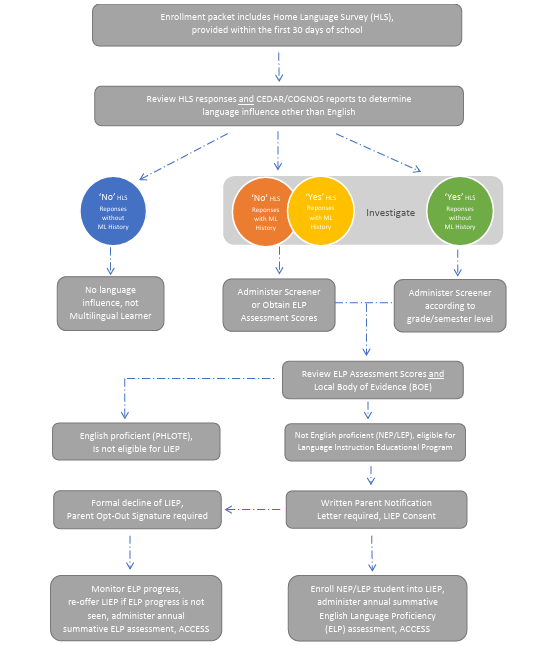 Enrollment packet includes Home Language Survey (HLS),
provided within the first 30 days of school
Review HLS responses and CEDAR/COGNOS reports to determine
language influence other than English
‘No’ HLS
Reponses
without
ML History
‘No’ HLS
Reponses
with ML
History
‘Yes’ HLS
Reponses
with ML
History
Investigate
‘Yes’ HLS
Reponses
without
ML History
No language
influence, not
Multilingual Learner
Administer Screener
or Obtain ELP
Assessment Scores
Administer Screener
according to
grade/semester level
Review ELP Assessment Scores and
Local Body of Evidence (BOE)
English proficient (PHLOTE),
Is not eligible for LIEP
Not English proficient (NEP/LEP), eligible for
Language Instruction Educational Program
Formal decline of LIEP,
Parent Opt-Out Signature required
Written Parent Notification
Letter required, LIEP Consent
Monitor ELP progress,
re-offer LIEP if ELP progress is not
seen, administer annual
summative ELP assessment, ACCESS
Enroll NEP/LEP student into LIEP,
administer annual summative
English Language Proficiency
(ELP) assessment, ACCESS